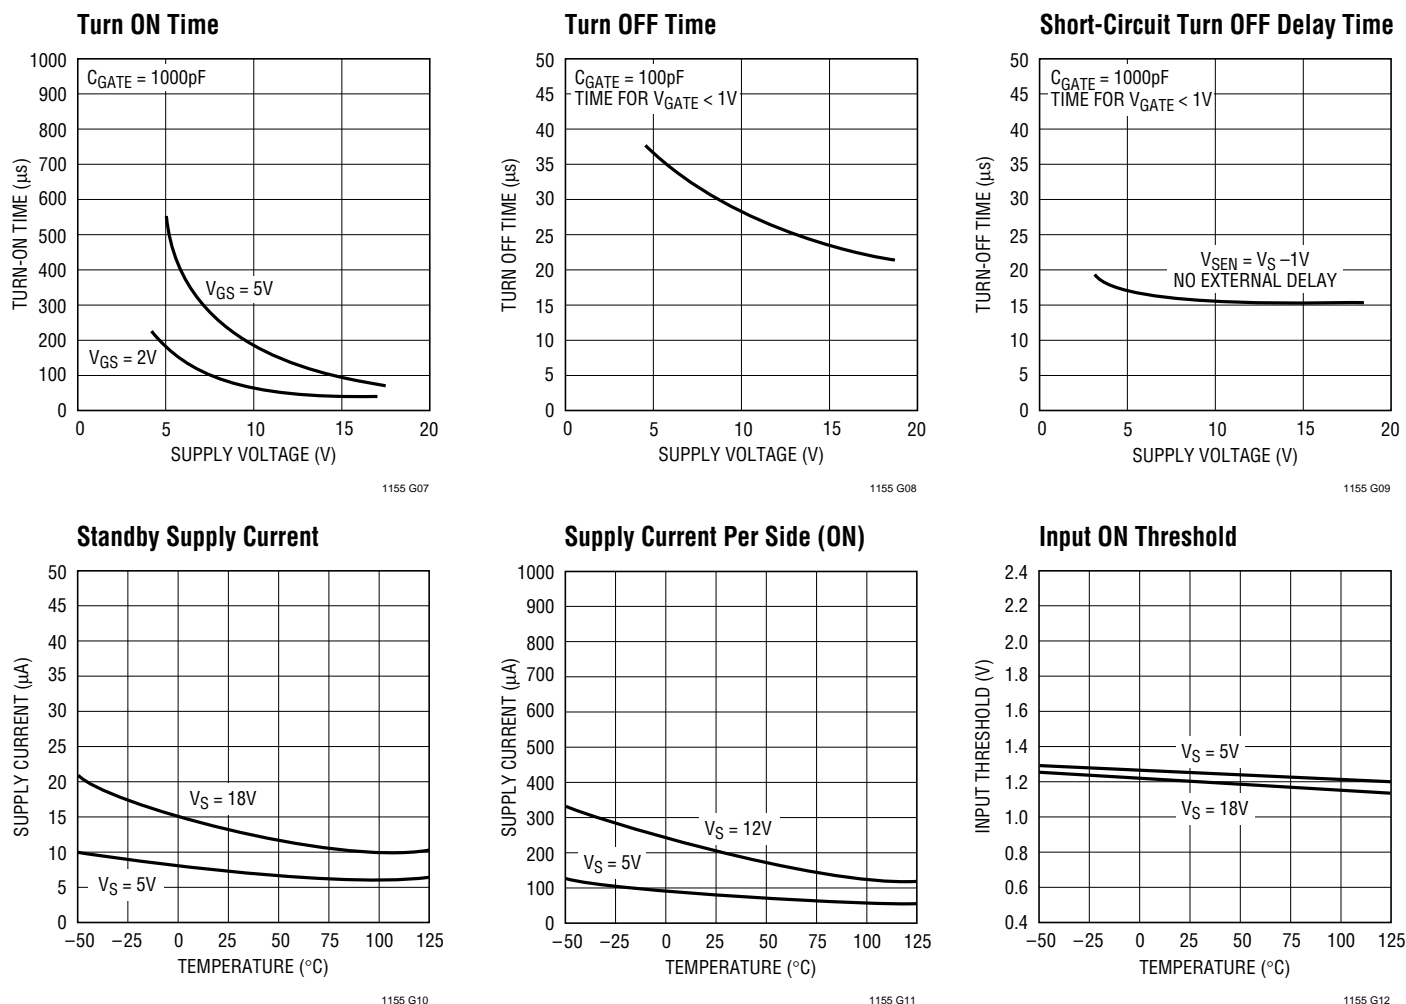 Turn ON Time
1000
900
800
700
600
500
400
300
200
100
0
TURN-ON TIME (µs)
CGATE = 1000pF
VGS = 5V
VGS = 2V
0 5 10 15 20
SUPPLY VOLTAGE (V)
1155 G07
Turn OFF Time
50
45
40
35
30
25
20
15
10
5
0
TURN OFF TIME (µs)
CGATE = 100pF
TIME FOR VGATE < 1V
0 5 10 15 20
SUPPLY VOLTAGE (V)
1155 G08
Short-Circuit Turn OFF Delay Time
50
45
40
35
30
25
20
15
10
5
0
TURN-OFF TIME (µs)
CGATE = 1000pF
TIME FOR VGATE < 1V
VSEN = VS –1V
NO EXTERNAL DELAY
0 5 10 15 20
SUPPLY VOLTAGE (V)
1155 G09
Standby Supply Current
50
45
40
35
30
25
20
15
10
5
0
SUPPLY CURRENT (µA)
VS = 18V
VS = 5V
–50 –25 0 25 50 75 100 125
TEMPERATURE (°C)
1155 G10
Supply Current Per Side (ON)
1000
900
800
700
600
500
400
300
200
100
0
SUPPLY CURRENT (µA)
VS = 12V
VS = 5V
–50 –25 0 25 50 75 100 125
TEMPERATURE (°C)
1155 G11
Input ON Threshold
2.4
2.2
2.0
1.8
1.6
1.4
1.2
1.0
0.8
0.6
0.4
INPUT THRESHOLD (V)
VS = 5V
VS = 18V
–50 –25 0 25 50 75 100 125
TEMPERATURE (°C)
1155 G12